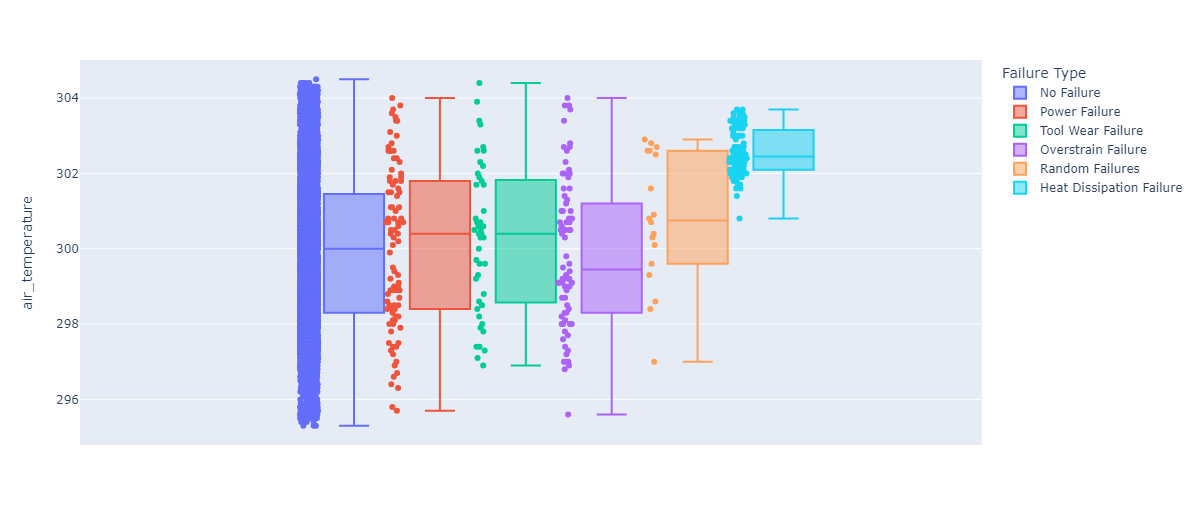 air_temperature
304
302
300
298
296
Failure Type
No Failure
Power Failure
Tool Wear Failure
Overstrain Failure
Random Failures
Heat Dissipation Failure